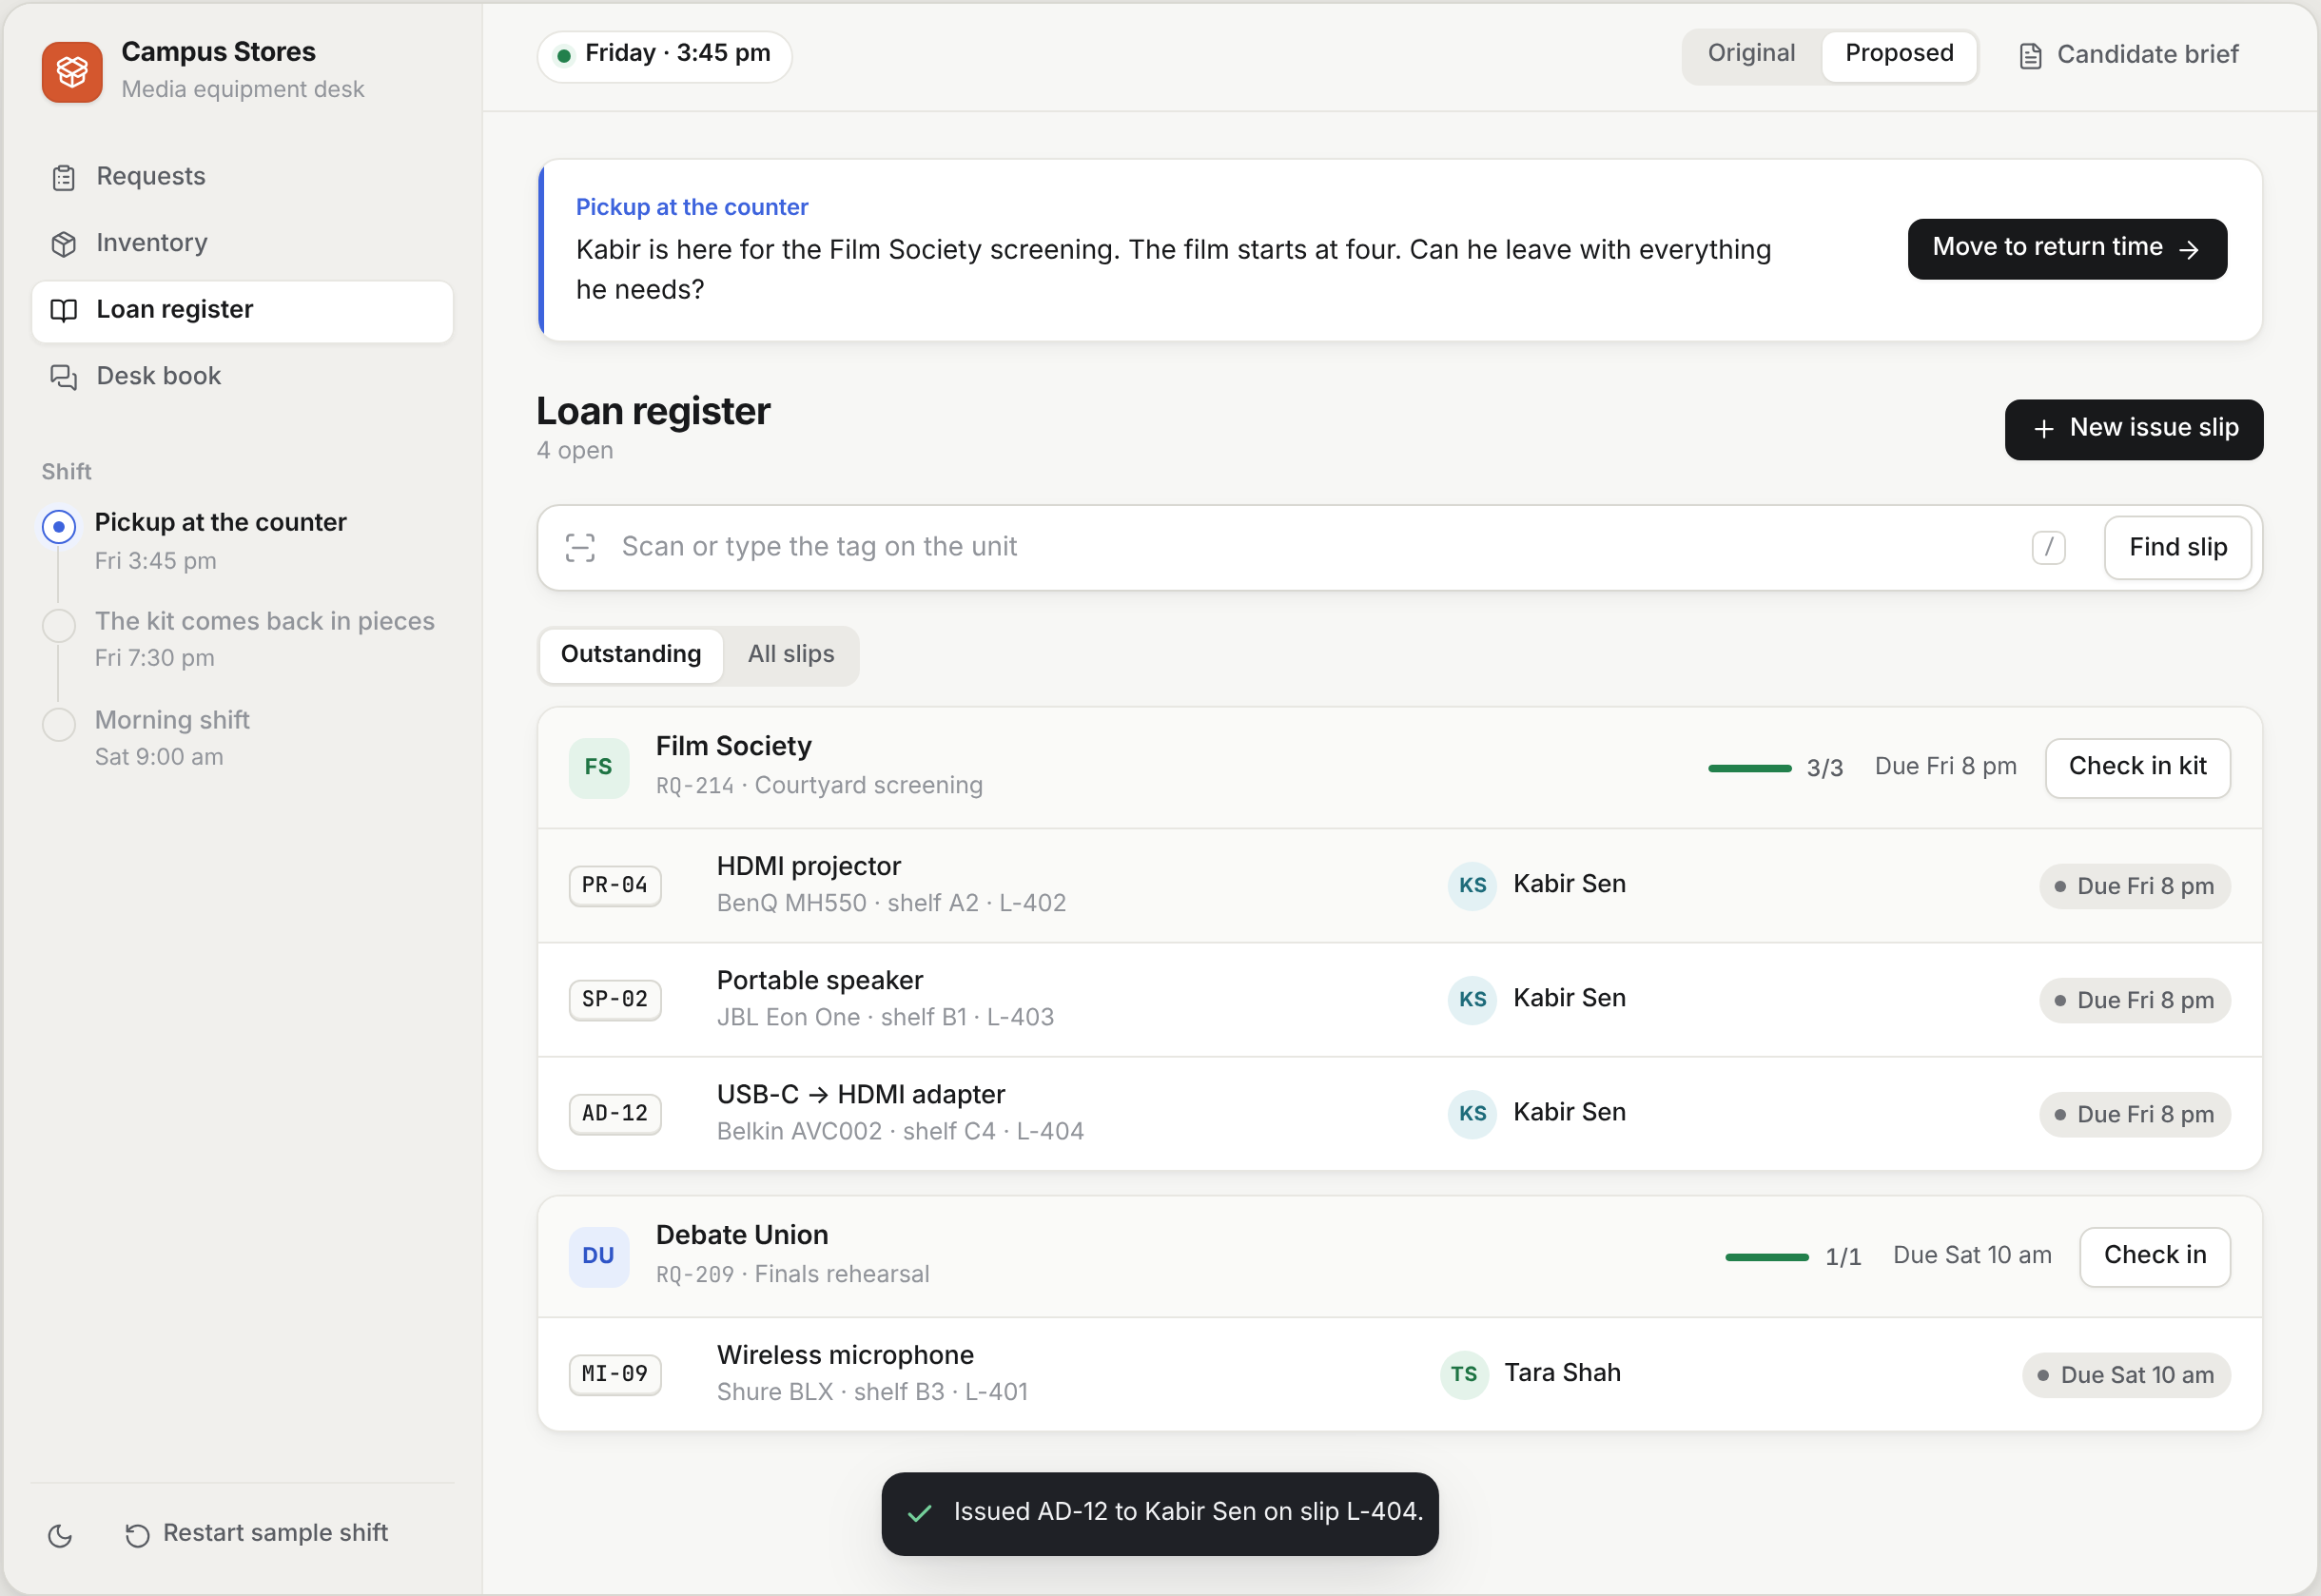 Campus Stores
Media equipment desk
Requests
Inventory
Loan register
Desk book
Shift
Pickup at the counter
Fri 3:45 pm
The kit comes back in pieces
Fri 7:30 pm
Morning shift
Sat 9:00 am
Restart sample shift
Friday · 3:45 pm
Original
Proposed
Candidate brief
Pickup at the counter
Kabir is here for the Film Society screening. The film starts at four. Can he leave with everything
he needs?
Move to return time →
Loan register
4 open
+ New issue slip
Scan or type the tag on the unit
/
Find slip
Outstanding
All slips
FS
Film Society
RQ-214 · Courtyard screening
3/3
Due Fri 8 pm
Check in kit
PR-04
HDMI projector
BenQ MH550 · shelf A2 · L-402
KS
Kabir Sen
Due Fri 8 pm
SP-02
Portable speaker
JBL Eon One · shelf B1 · L-403
KS
Kabir Sen
Due Fri 8 pm
AD-12
USB-C → HDMI adapter
Belkin AVC002 · shelf C4 · L-404
KS
Kabir Sen
Due Fri 8 pm
DU
Debate Union
RQ-209 · Finals rehearsal
1/1
Due Sat 10 am
Check in
MI-09
Wireless microphone
Shure BLX · shelf B3 · L-401
TS
Tara Shah
Due Sat 10 am
Issued AD-12 to Kabir Sen on slip L-404.